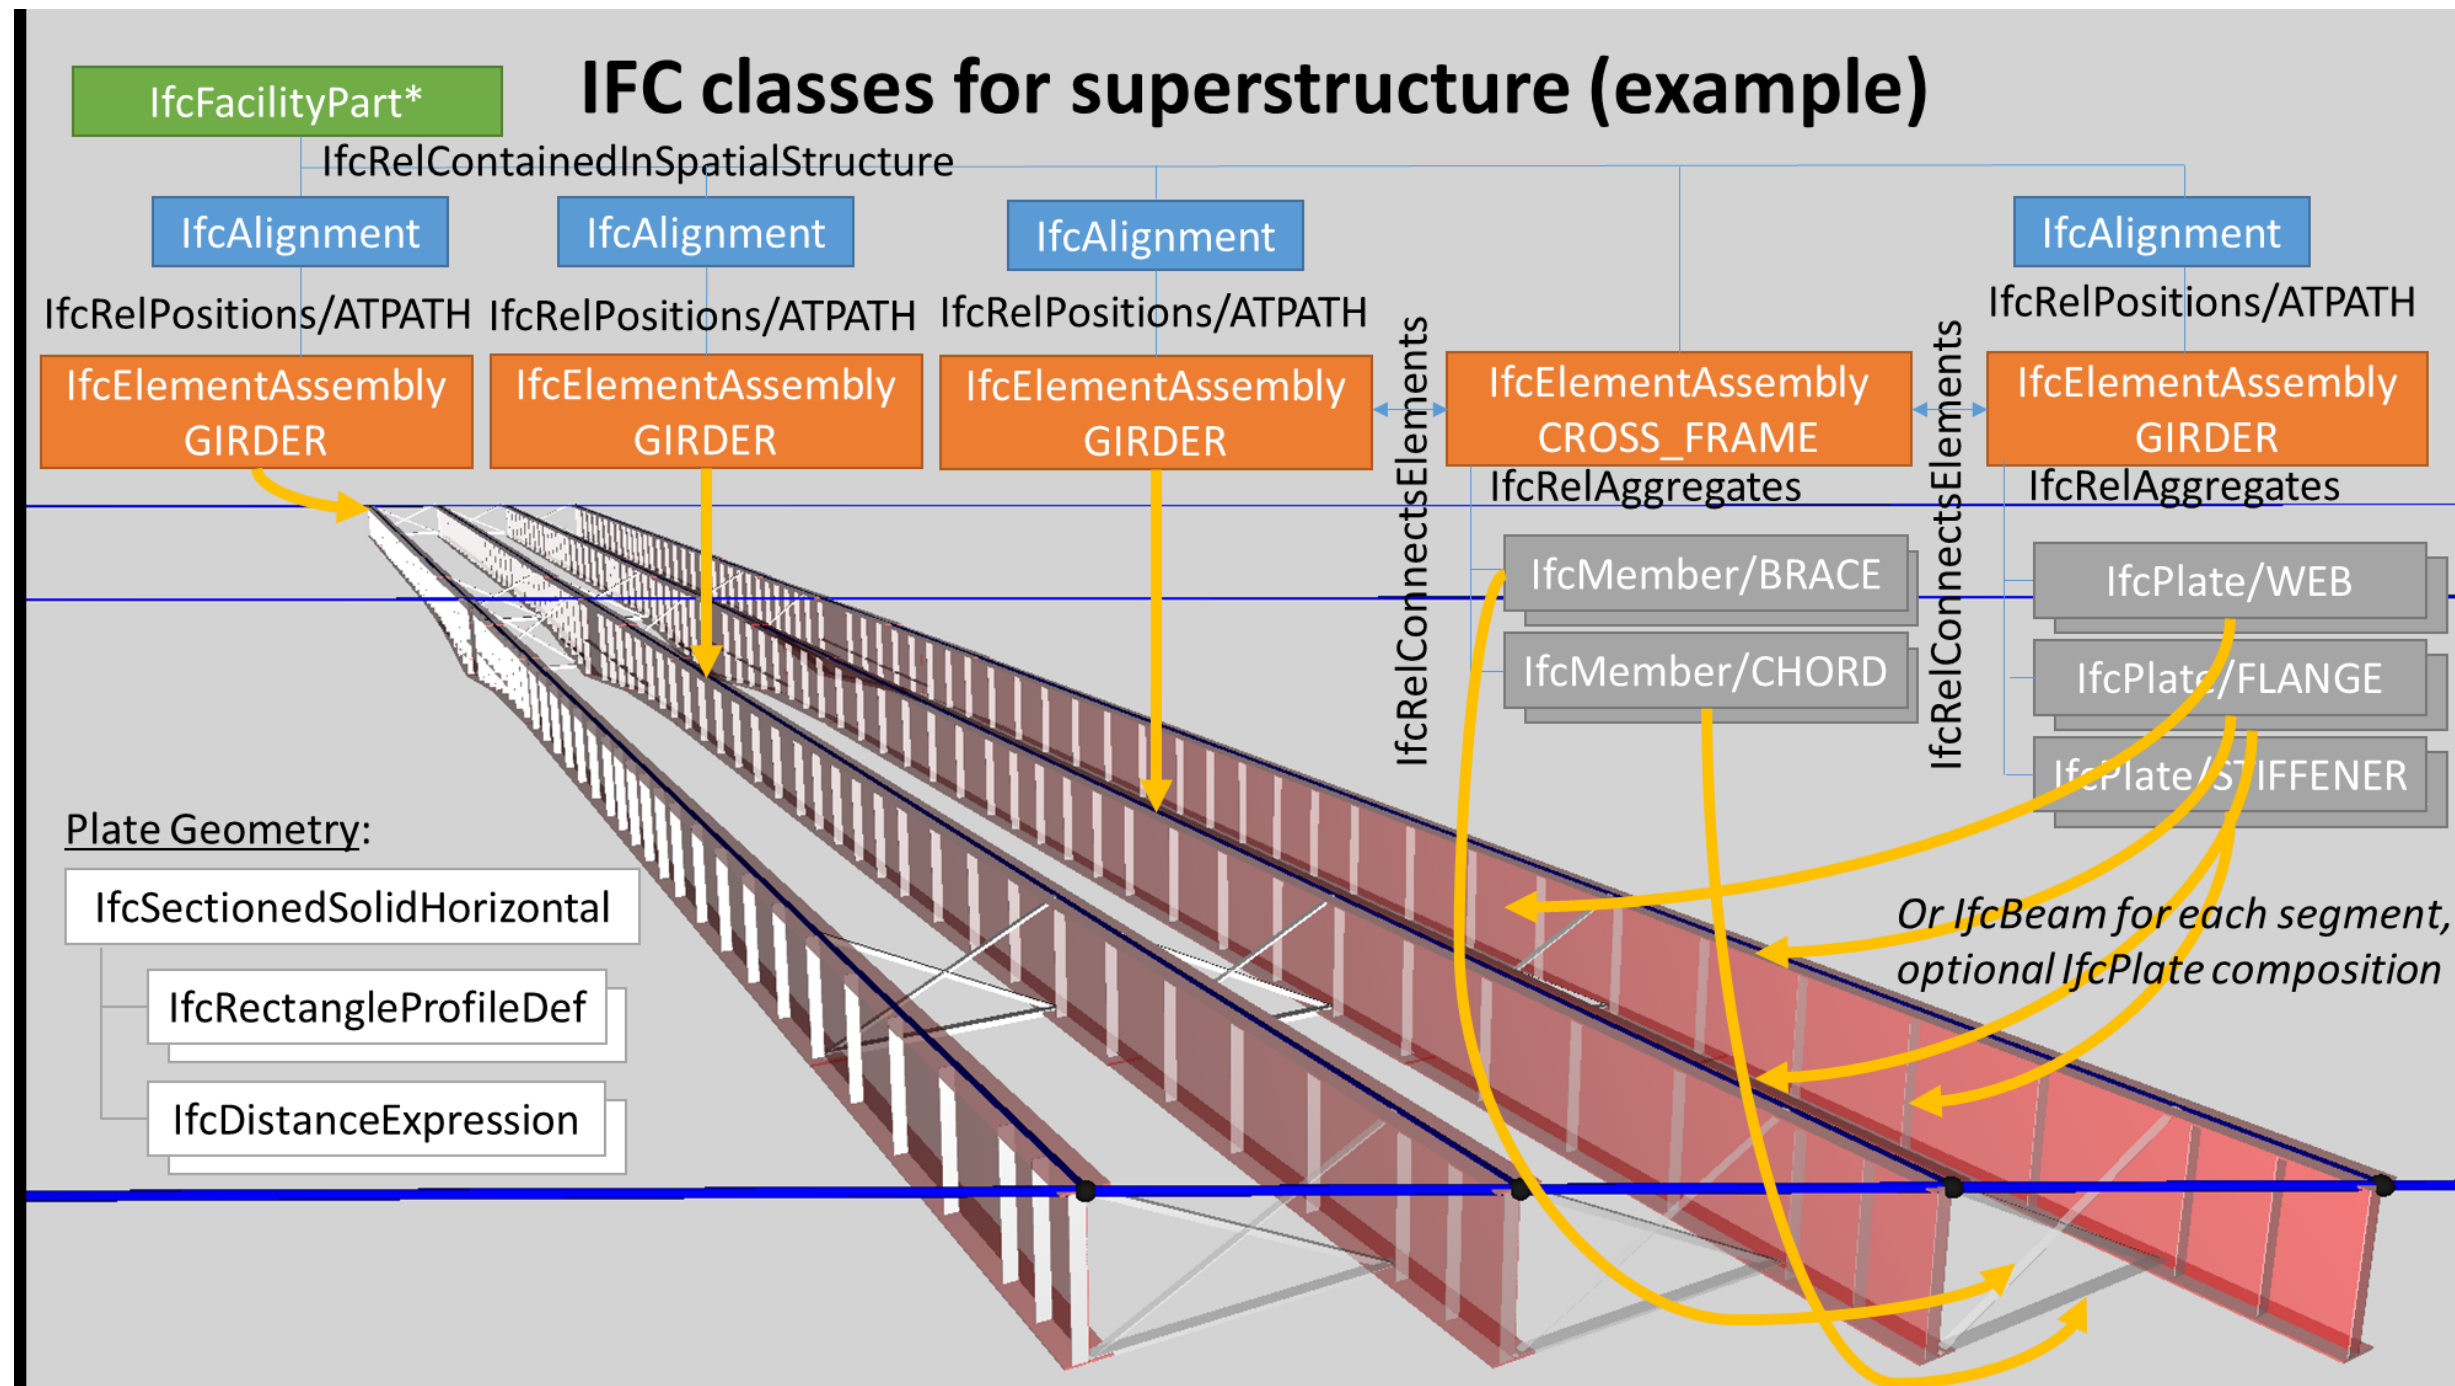 IFC classes for superstructure (example)
IfcFacilityPart*
IfcRelContainedInSpatialStructure
IfcAlignment
IfcAlignment
IfcAlignment
IfcAlignment
IfcRelPositions/ATPATH
IfcRelPositions/ATPATH
IfcRelPositions/ATPATH
IfcRelPositions/ATPATH
IfcElementAssembly
GIRDER
IfcElementAssembly
GIRDER
IfcElementAssembly
GIRDER
IfcRelConnectsElements
IfcElementAssembly
CROSS_FRAME
IfcRelConnectsElements
IfcElementAssembly
GIRDER
IfcRelAggregates
IfcMember/BRACE
IfcMember/CHORD
IfcRelAggregates
IfcPlate/WEB
IfcPlate/FLANGE
IfcPlate/STIFFENER
Or IfcBeam for each segment,
optional IfcPlate composition
Plate Geometry:
IfcSectionedSolidHorizontal
IfcRectangleProfileDef
IfcDistanceExpression